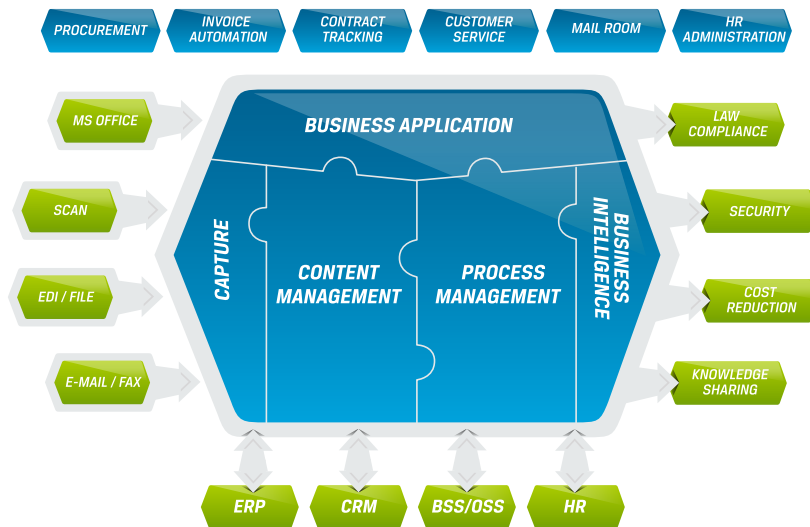 PROCUREMENT
INVOICE
AUTOMATION
CONTRACT
TRACKING
CUSTOMER
SERVICE
MAIL ROOM
HR
ADMINISTRATION
MS OFFICE
SCAN
EDI / FILE
E-MAIL / FAX
BUSINESS APPLICATION
CAPTURE
CONTENT
MANAGEMENT
PROCESS
MANAGEMENT
BUSINESS
INTELLIGENCE
LAW
COMPLIANCE
SECURITY
COST
REDUCTION
KNOWLEDGE
SHARING
ERP
CRM
BSS/OSS
HR